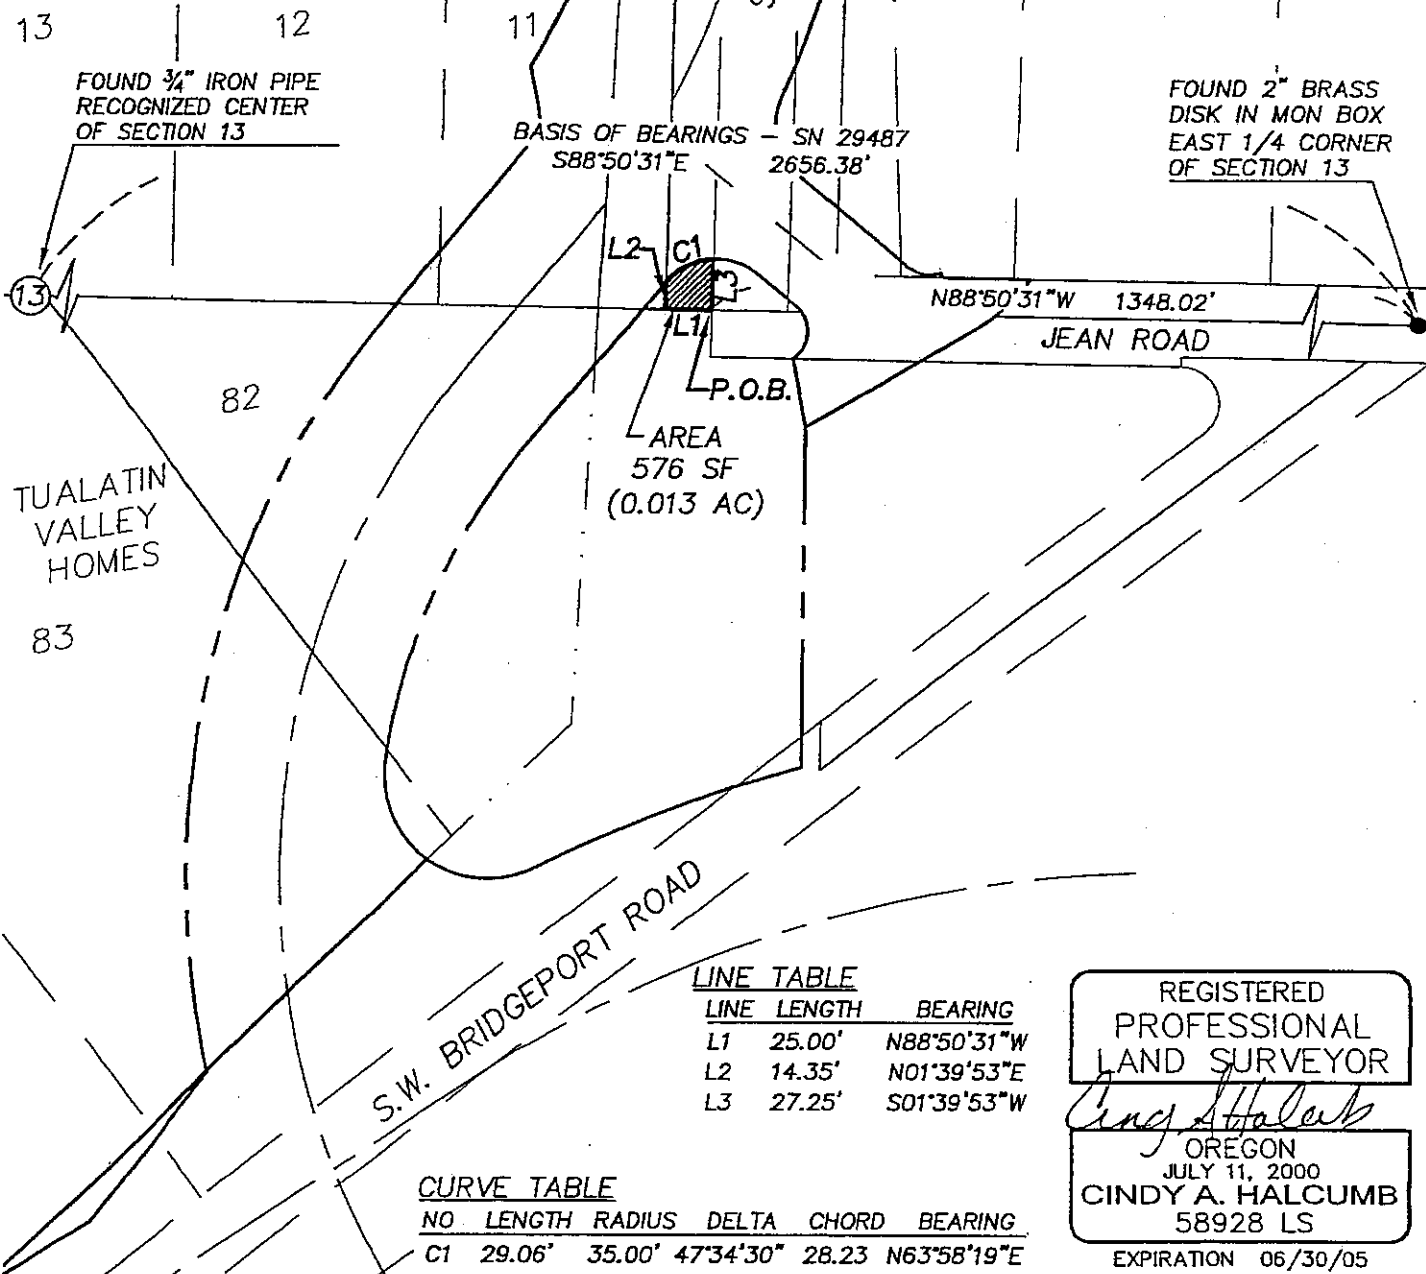 13
12
11
FOUND 3/4" IRON PIPE
RECOGNIZED CENTER
OF SECTION 13
BASIS OF BEARINGS - SN 29487
S88°50'31"E 2656.38'
FOUND 2" BRASS
DISK IN MON BOX
EAST 1/4 CORNER
OF SECTION 13
L2
C1
L3
13
N88°50'31"W 1348.02'
L1
JEAN ROAD
P.O.B.
82
AREA
576 SF
(0.013 AC)
TUALATIN
VALLEY
HOMES
83
S.W. BRIDGEPORT ROAD
LINE TABLE
LINE LENGTH BEARING
L1 25.00' N88°50'31"W
L2 14.35' N01°39'53"E
L3 27.25' S01°39'53"W
CURVE TABLE
NO LENGTH RADIUS DELTA CHORD BEARING
C1 29.06' 35.00' 47°34'30" 28.23 N63°58'19"E
REGISTERED
PROFESSIONAL
LAND SURVEYOR
OREGON
JULY 11, 2000
CINDY A. HALCUMB
58928 LS
EXPIRATION 06/30/05